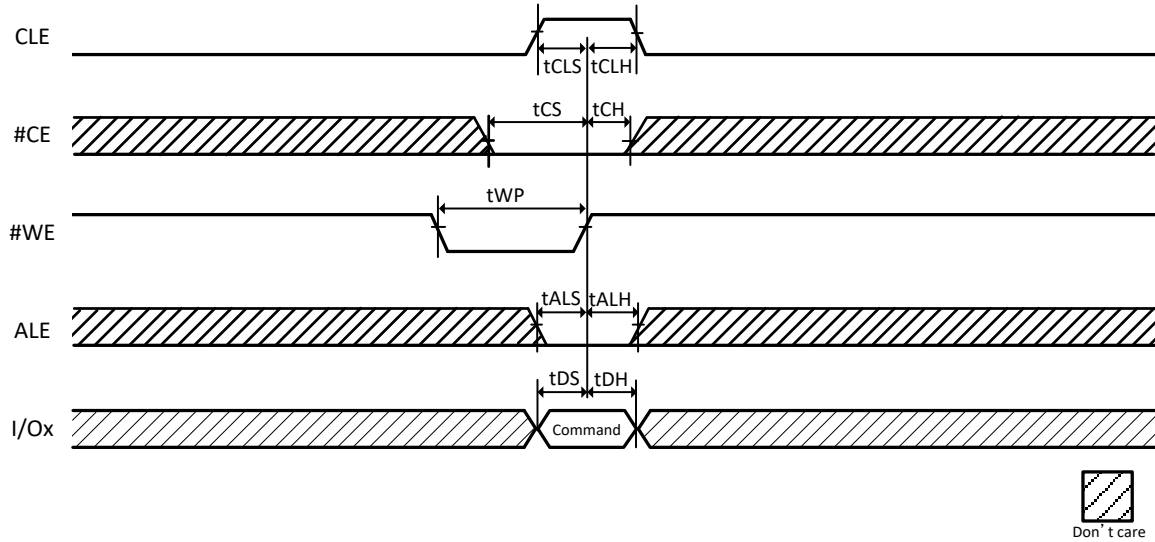 CLE
tCLS tCLH
#CE
tCS tCH
#WE
tWP
ALE
tALS tALH
I/Ox
tDS tDH
Command
Don't care